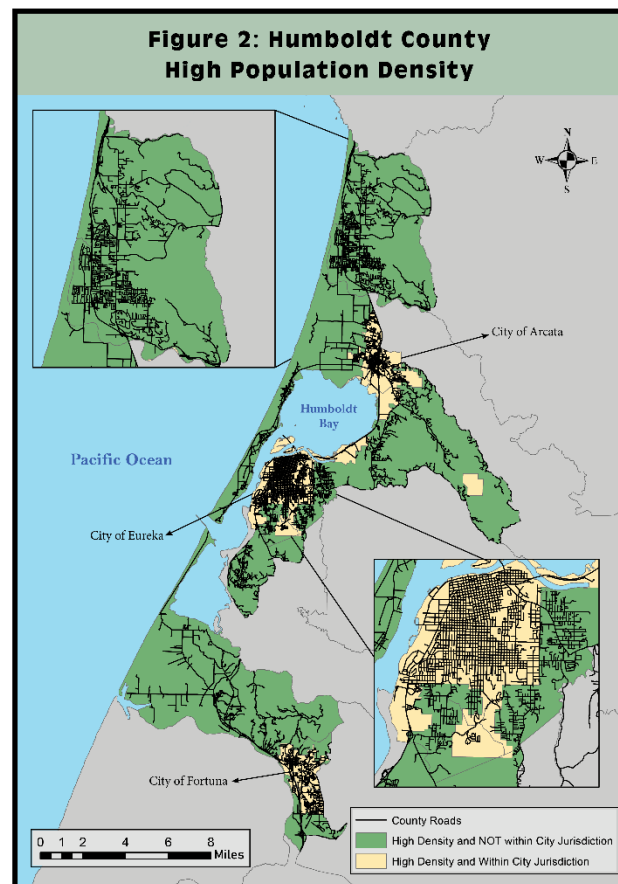 Figure 2: Humboldt County
High Population Density
N
W E
S
City of Arcata
Humboldt
Bay
Pacific Ocean
City of Eureka
City of Fortuna
County Roads
High Density and NOT within City Jurisdiction
High Density and Within City Jurisdiction
0 1 2 4 6 8
Miles